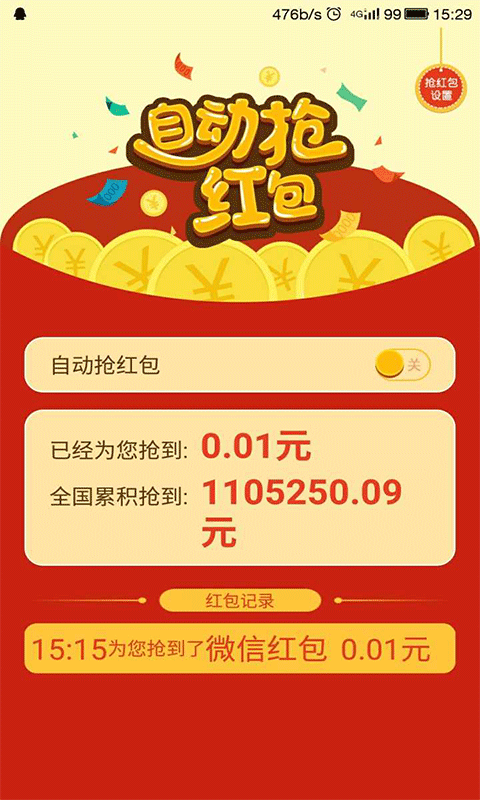 476b/s 4G 99 15:29
抢红包
设置
自动抢
红包
自动抢红包 关
已经为您抢到: 0.01元
全国累积抢到: 1105250.09
元
红包记录
15:15为您抢到了微信红包 0.01元